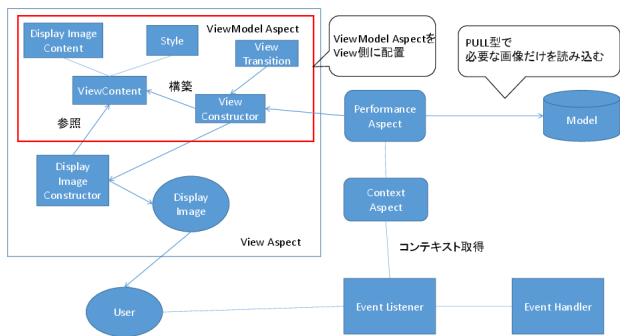 Display Image
Content
Style
ViewModel Aspect
View
Transition
ViewModel Aspectを
View側に配置
PULL型で
必要な画像だけを読み込む
ViewContent
構築
参照
View
Constructor
Performance
Aspect
Model
Display
Image
Constructor
Display
Image
Context
Aspect
View Aspect
コンテキスト取得
User
Event Listener
Event Handler